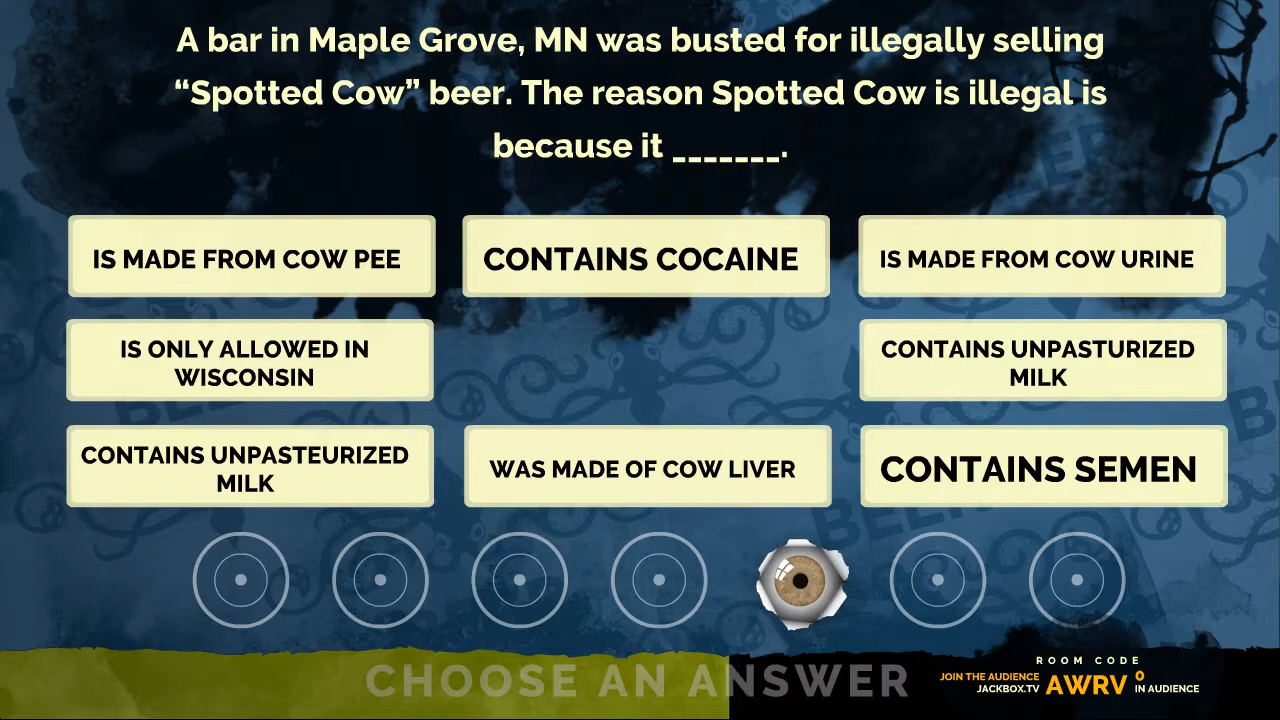 A bar in Maple Grove, MN was busted for illegally selling
“Spotted Cow” beer. The reason Spotted Cow is illegal is
because it _______.
IS MADE FROM COW PEE
CONTAINS COCAINE
IS MADE FROM COW URINE
IS ONLY ALLOWED IN
WISCONSIN
CONTAINS UNPASTURIZED
MILK
CONTAINS UNPASTEURIZED
MILK
WAS MADE OF COW LIVER
CONTAINS SEMEN
CHOOSE AN ANSWER
ROOM CODE
JOIN THE AUDIENCE
JACKBOX.TV
AWRV
0
IN AUDIENCE